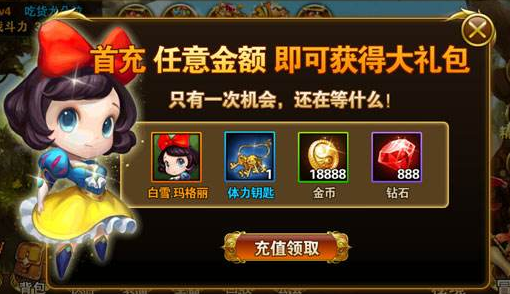 首充 任意金额 即可获得大礼包
只有一次机会，还在等什么！
1
18888
888
白雪.玛格丽
体力钥匙
金币
钻石
充值领取
背包